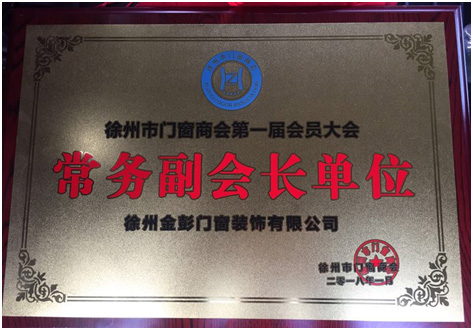 徐州市门窗商会第一届会员大会
常务副会长单位
徐州金彭门窗装饰有限公司
徐州市门窗商会
二〇一八年一月